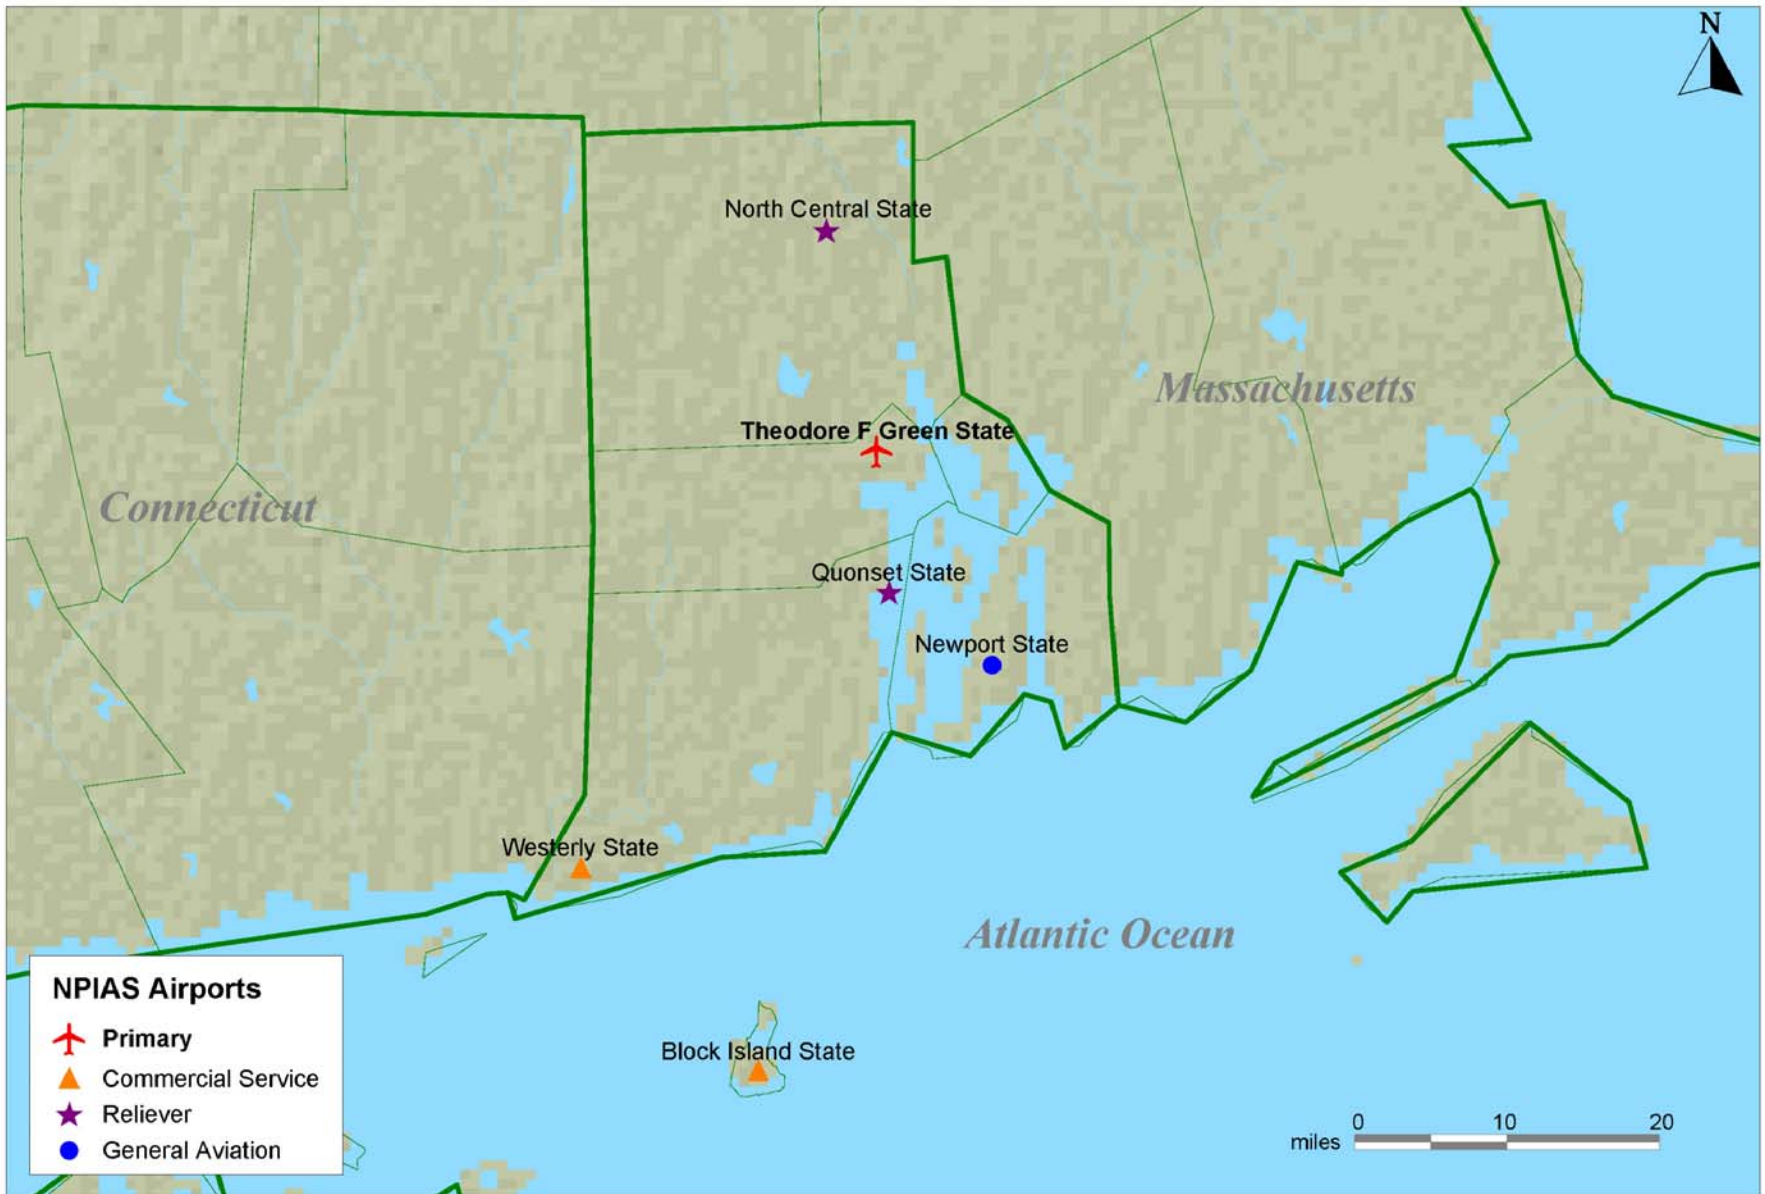 N
North Central State
Massachusetts
Theodore F Green State
Connecticut
Quonset State
Newport State
Westerly State
Atlantic Ocean
Block Island State
NPIAS Airports
Primary
Commercial Service
Reliever
General Aviation
0 10 20
miles